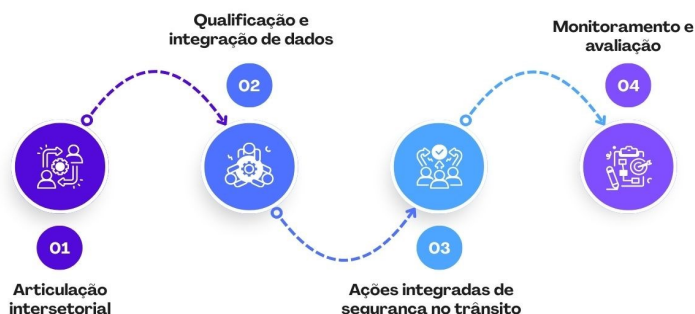 01
Articulação
intersetorial
Qualificação e
integração de dados
02
03
Ações integradas de
segurança no trânsito
Monitoramento e
avaliação
04